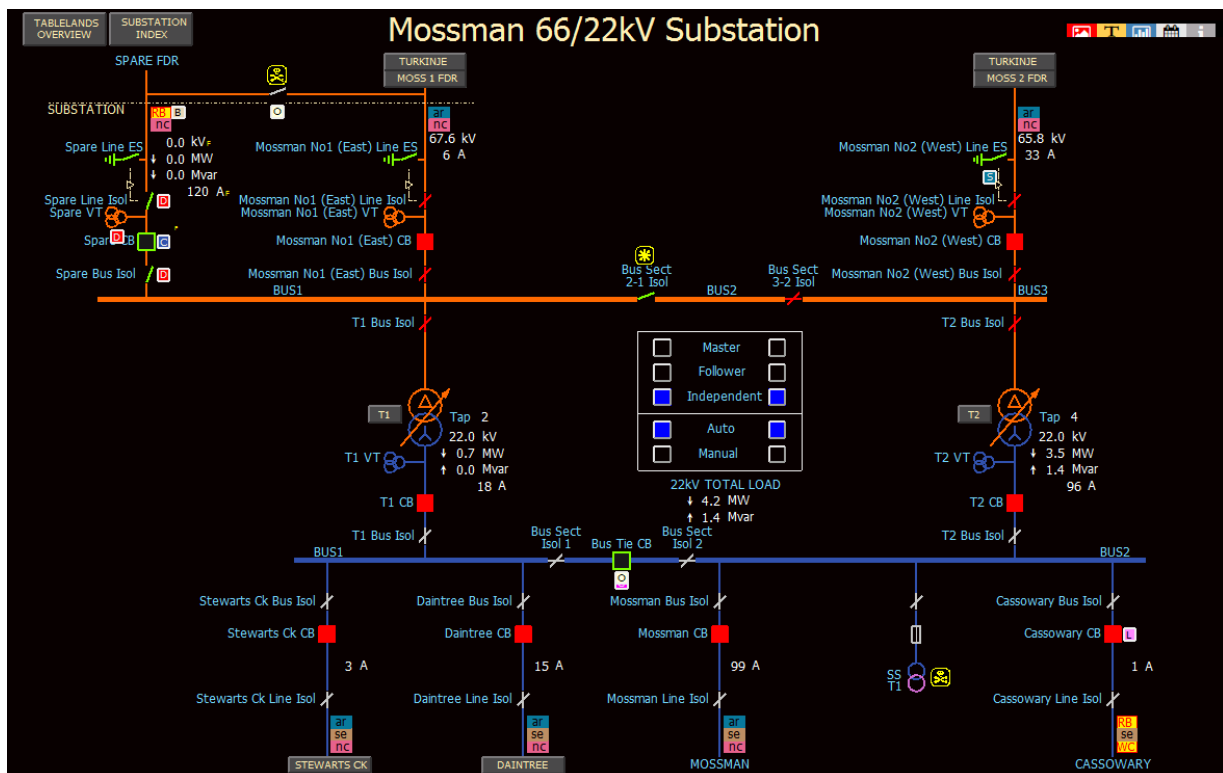 TABLELANDS
OVERVIEW
SUBSTATION
INDEX
Mossman 66/22kV Substation
T
i
SPARE FDR
TURKINJE
MOSS 1 FDR
TURKINJE
MOSS 2 FDR
SUBSTATION
RB B
nc
O
ar
nc
ar
nc
0.0 kVF
0.0 MW
0.0 Mvar
120 AF
67.6 kV
6 A
65.8 kV
33 A
Spare Line ES
Mossman No1 (East) Line ES
Mossman No2 (West) Line ES
S
Spare Line Isol
D
Mossman No1 (East) Line Isol
Mossman No2 (West) Line Isol
Spare VT
Mossman No1 (East) VT
Mossman No2 (West) VT
Spare CB
D
C
F
Mossman No1 (East) CB
Mossman No2 (West) CB
Spare Bus Isol
D
Mossman No1 (East) Bus Isol
Bus Sect
2-1 Isol
Bus Sect
3-2 Isol
Mossman No2 (West) Bus Isol
BUS1
BUS2
BUS3
T1 Bus Isol
T2 Bus Isol
Master
Follower
Independent
Auto
Manual
T1
Tap 2
22.0 kV
0.7 MW
0.0 Mvar
18 A
T1 VT
T2
Tap 4
22.0 kV
3.5 MW
1.4 Mvar
96 A
T2 VT
22kV TOTAL LOAD
4.2 MW
1.4 Mvar
T1 CB
T2 CB
T1 Bus Isol
Bus Sect
Isol 1
Bus Tie CB
Bus Sect
Isol 2
T2 Bus Isol
BUS1
BUS2
O
Stewarts Ck Bus Isol
Daintree Bus Isol
Mossman Bus Isol
Cassowary Bus Isol
Stewarts Ck CB
Daintree CB
Mossman CB
Cassowary CB
L
3 A
15 A
99 A
1 A
SS
T1
Stewarts Ck Line Isol
Daintree Line Isol
Mossman Line Isol
Cassowary Line Isol
ar
se
nc
ar
se
nc
ar
se
nc
RB
se
WC
STEWARTS CK
DAINTREE
MOSSMAN
CASSOWARY